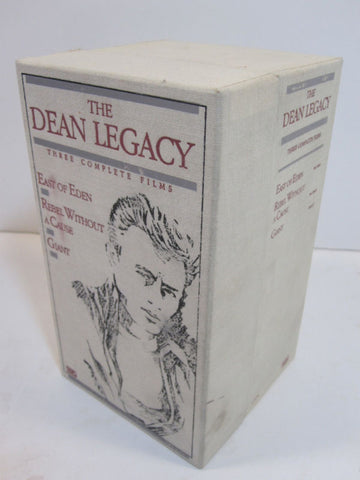 THE
DEAN LEGACY
THREE COMPLETE FILMS
EAST OF EDEN
REBEL WITHOUT
A CAUSE
GIANT
THE
DEAN LEGACY
THREE COMPLETE FILMS
EAST OF EDEN
REBEL WITHOUT
A CAUSE
GIANT